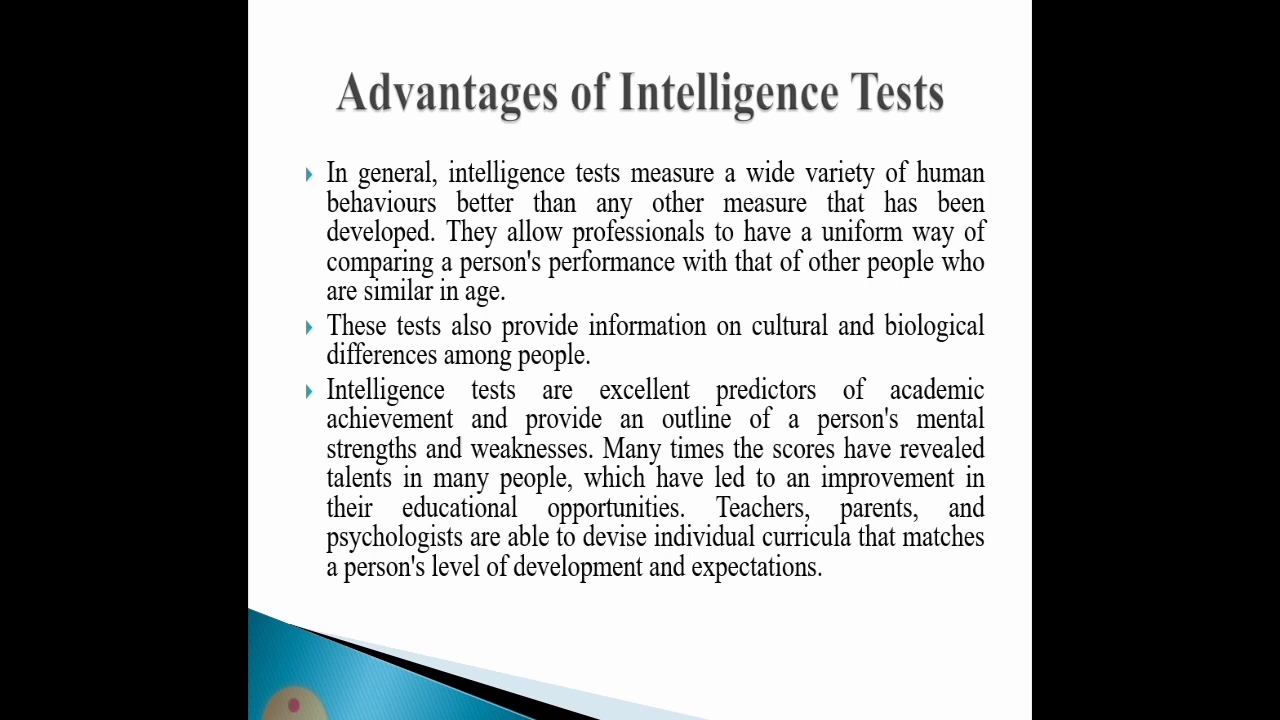 Advantages of Intelligence Tests
In general, intelligence tests measure a wide variety of human
behaviours better than any other measure that has been
developed. They allow professionals to have a uniform way of
comparing a person's performance with that of other people who
are similar in age.
These tests also provide information on cultural and biological
differences among people.
Intelligence tests are excellent predictors of academic
achievement and provide an outline of a person's mental
strengths and weaknesses. Many times the scores have revealed
talents in many people, which have led to an improvement in
their educational opportunities. Teachers, parents, and
psychologists are able to devise individual curricula that matches
a person's level of development and expectations.